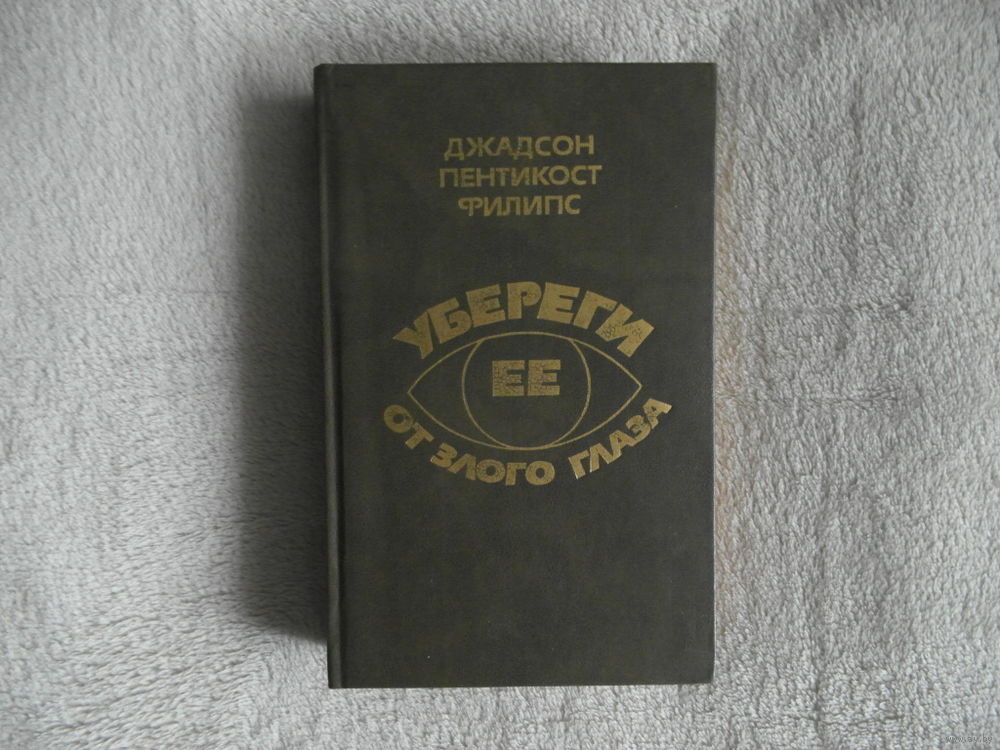 ДЖАДСОН
ПЕНТИКОСТ
ФИЛИПС
УБЕРЕГИ
ЕЕ
ОТ ЗЛОГО ГЛАЗА